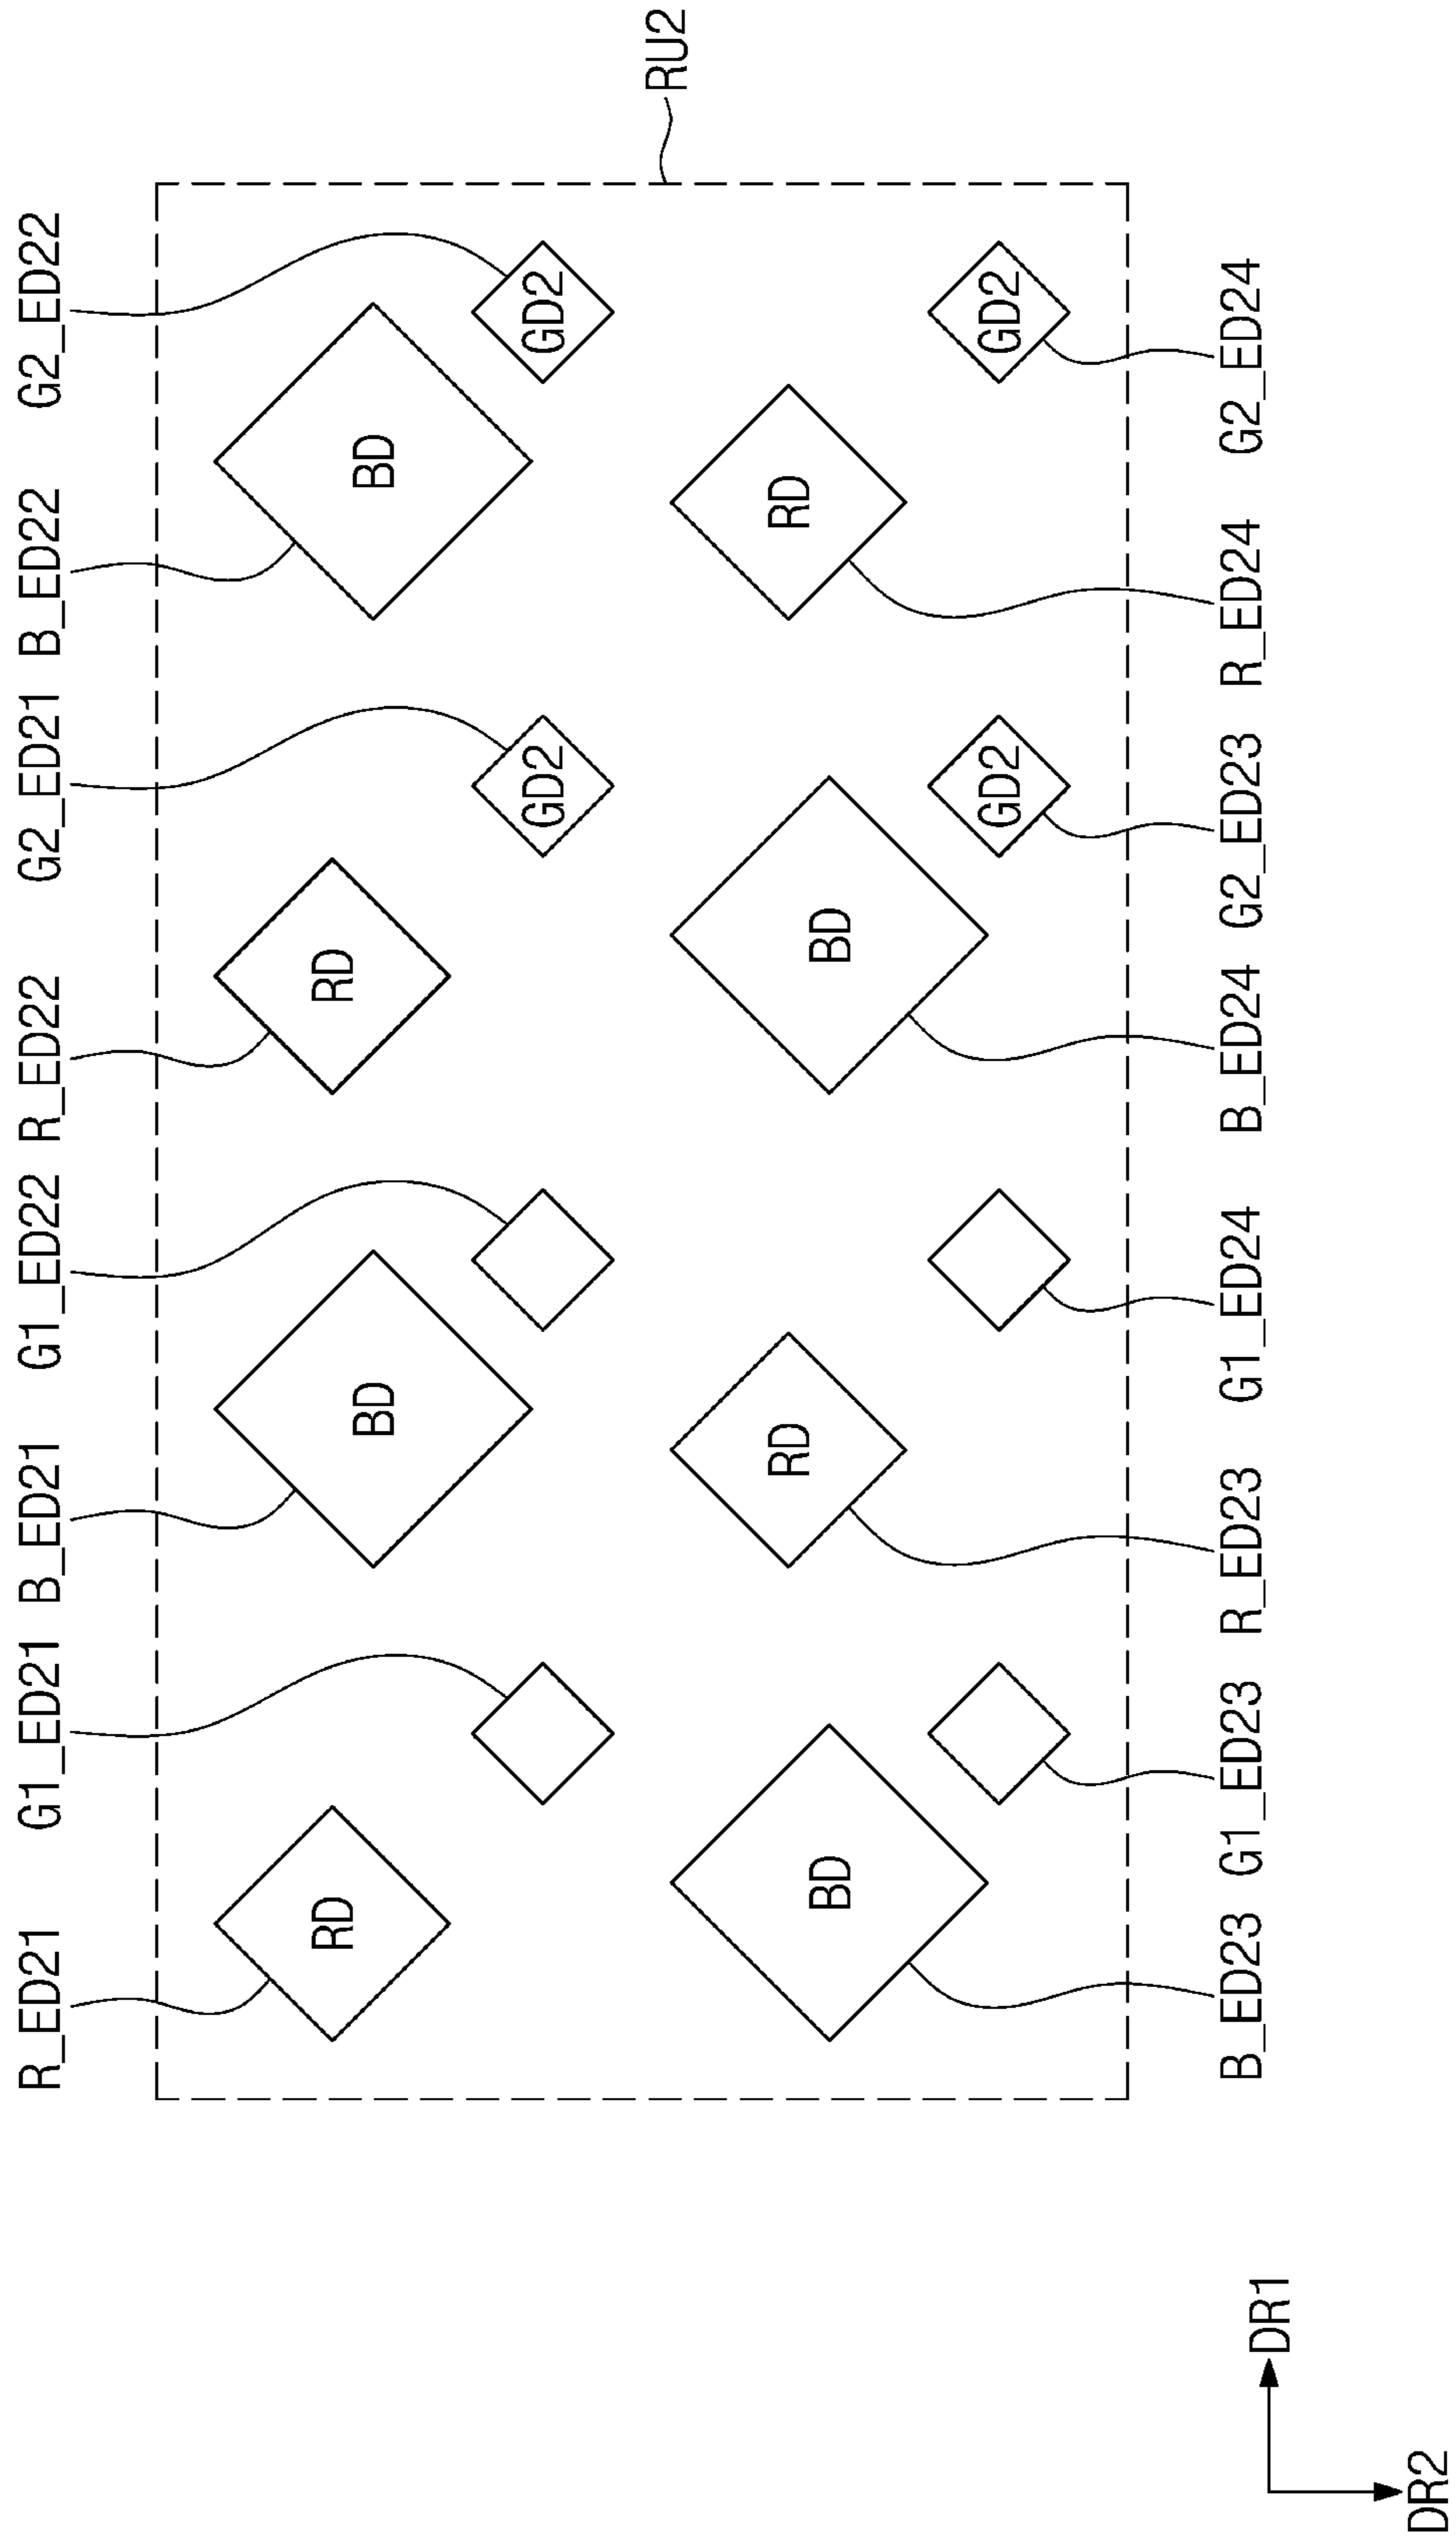 R_ED21 G1_ED21 B_ED21 G1_ED22 R_ED22 G2_ED21 B_ED22 G2_ED22
RU2
RD BD RD BD
GD2 GD2
BD RD BD RD
GD2 GD2
B_ED23 G1_ED23 R_ED23 G1_ED24 B_ED24 G2_ED23 R_ED24 G2_ED24
DR1
DR2